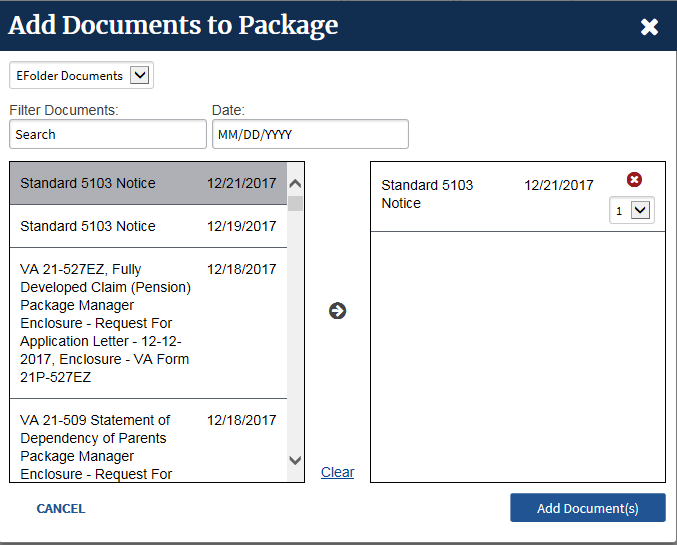 Add Documents to Package
EFolder Documents
Filter Documents:
Date:
Search
MM/DD/YYYY
Standard 5103 Notice 12/21/2017
Standard 5103 Notice 12/19/2017
VA 21-527EZ, Fully 12/18/2017
Developed Claim (Pension)
Package Manager
Enclosure - Request For
Application Letter - 12-12-
2017, Enclosure - VA Form
21P-527EZ
VA 21-509 Statement of 12/18/2017
Dependency of Parents
Package Manager
Enclosure - Request For
Clear
Standard 5103 12/21/2017
Notice
1
CANCEL
Add Document(s)